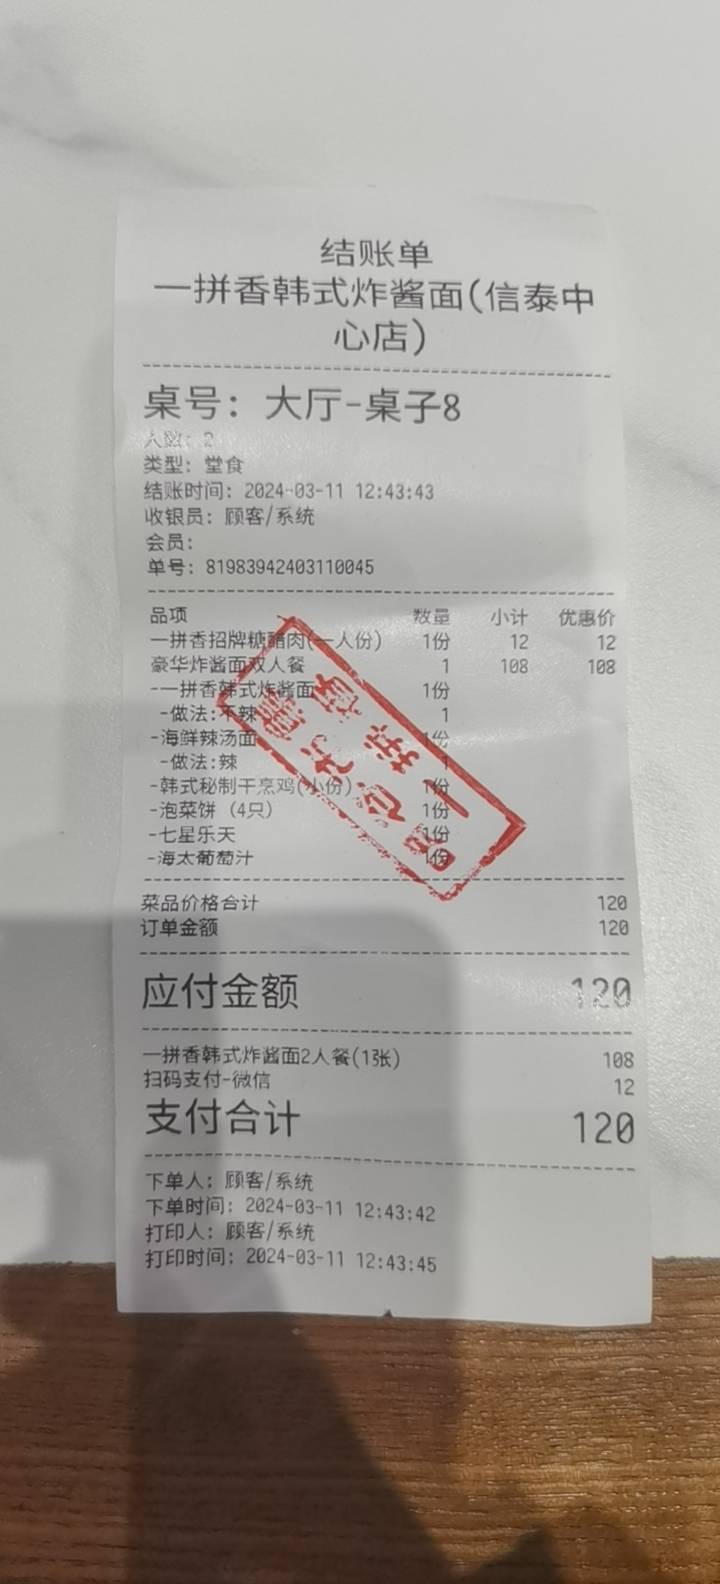 结账单
一拼香韩式炸酱面(信泰中
心店)
桌号: 大厅-桌子8
人数: 2
类型: 堂食
结账时间: 2024-03-11 12:43:43
收银员: 顾客/系统
会员:
单号: 81983942403110045
品项 数量 小计 优惠价
一拼香招牌糖醋肉(一人份) 1份 12 12
豪华炸酱面双人餐 1 108 108
-一拼香韩式炸酱面 1份
-做法:不辣 1
-海鲜辣汤面 1份
-做法:辣 1
-韩式秘制干烹鸡(小份) 1份
-泡菜饼 (4只) 1份
-七星乐天 1份
-海太葡萄汁 1份
菜品价格合计 120
订单金额 120
应付金额 120
一拼香韩式炸酱面2人餐(1张) 108
扫码支付-微信 12
支付合计 120
下单人: 顾客/系统
下单时间: 2024-03-11 12:43:42
打印人: 顾客/系统
打印时间: 2024-03-11 12:43:45